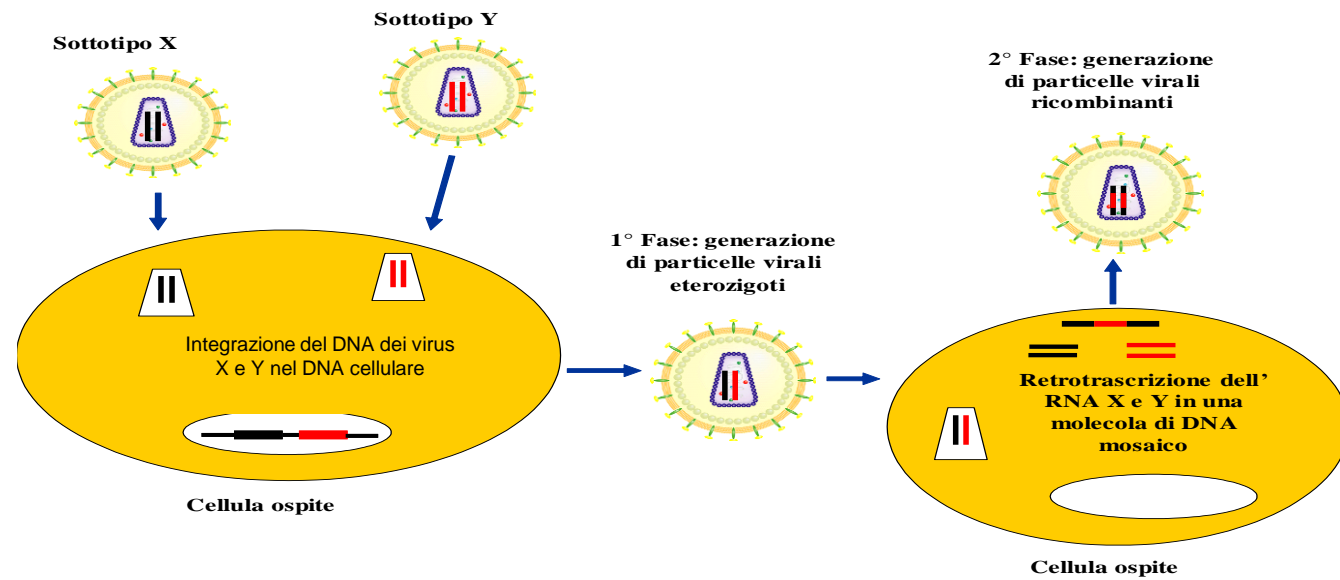 Sottotipo X
Sottotipo Y
Integrazione del DNA dei virus
X e Y nel DNA cellulare
Cellula ospite
1° Fase: generazione
di particelle virali
eterozigoti
2° Fase: generazione
di particelle virali
ricombinanti
Retrotrascrizione dell’
RNA X e Y in una
molecola di DNA
mosaico
Cellula ospite